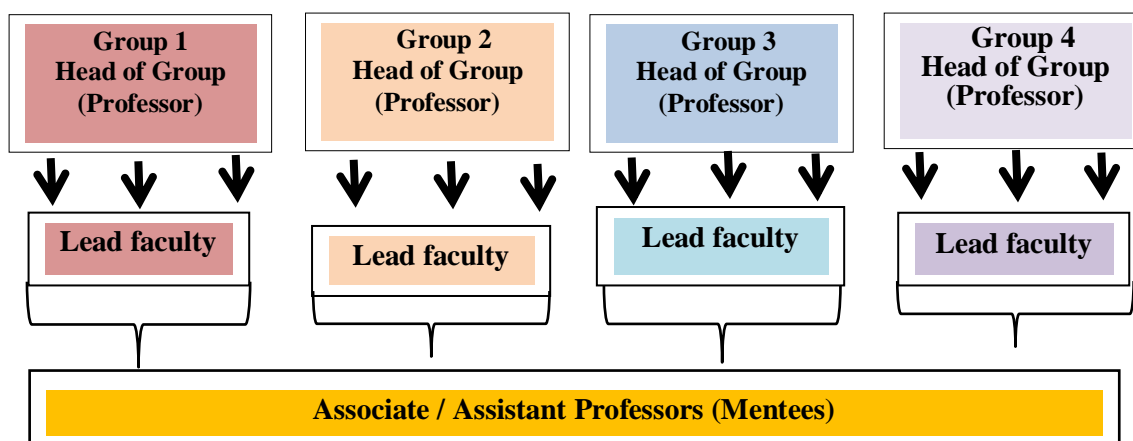 Group 1
Head of Group
(Professor)
Group 2
Head of Group
(Professor)
Group 3
Head of Group
(Professor)
Group 4
Head of Group
(Professor)
Lead faculty
Lead faculty
Lead faculty
Lead faculty
Associate / Assistant Professors (Mentees)